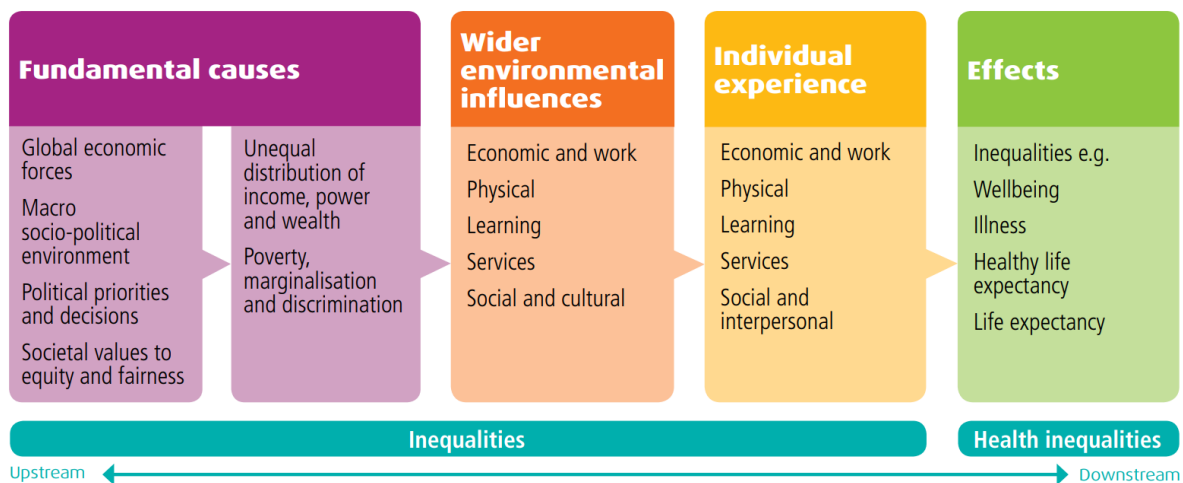 Fundamental causes
Global economic
forces
Macro
socio-political
environment
Political priorities
and decisions
Societal values to
equity and fairness
Unequal
distribution of
income, power
and wealth
Poverty,
marginalisation
and discrimination
Wider
environmental
influences
Economic and work
Physical
Learning
Services
Social and cultural
Individual
experience
Economic and work
Physical
Learning
Services
Social and
interpersonal
Effects
Inequalities e.g.
Wellbeing
Illness
Healthy life
expectancy
Life expectancy
Inequalities
Health inequalities
Upstream
Downstream